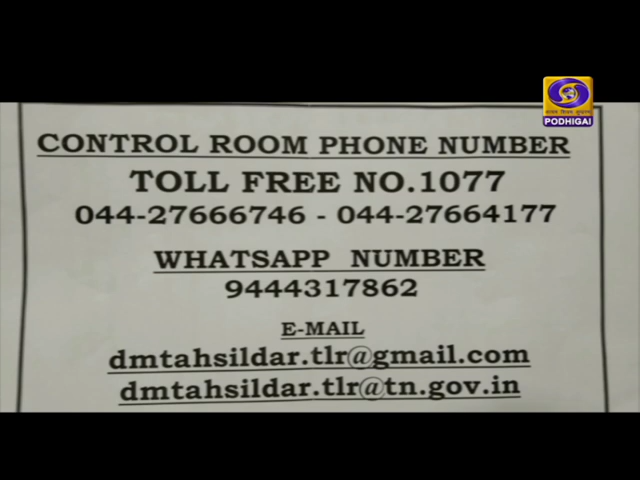 PODHIGAI
CONTROL ROOM PHONE NUMBER
TOLL FREE NO.1077
044-27666746 - 044-27664177
WHATSAPP NUMBER
9444317862
E-MAIL
dmtahsildar.tlr@gmail.com
dmtahsildar.tlr@tn.gov.in